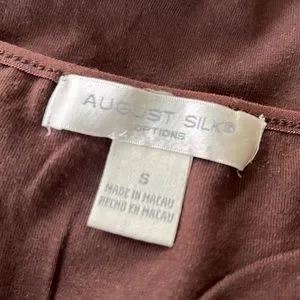 AUGUST SILK®
OPTIONS
S
MADE IN MACAU
HECHO EN MACAU